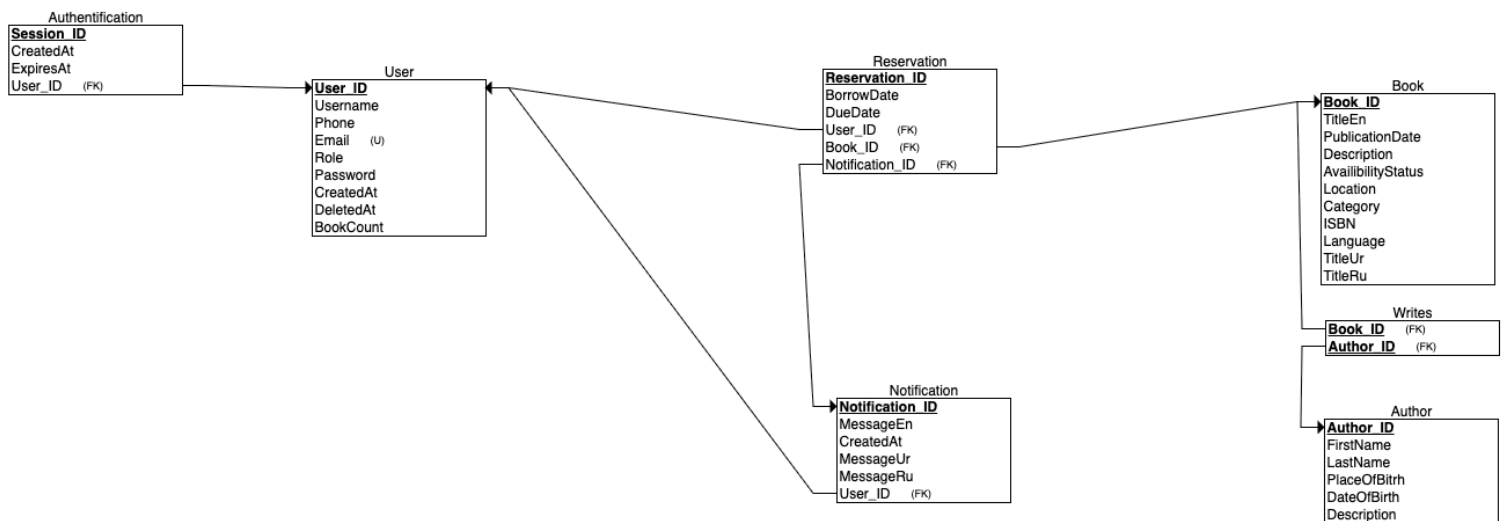 Authentification
Session_ID
CreatedAt
ExpiresAt
User_ID (FK)
User
User_ID
Username
Phone
Email (U)
Role
Password
CreatedAt
DeletedAt
BookCount
Reservation
Reservation_ID
BorrowDate
DueDate
User_ID (FK)
Book_ID (FK)
Notification_ID (FK)
Notification
Notification_ID
MessageEn
CreatedAt
MessageUr
MessageRu
User_ID (FK)
Book
Book_ID
TitleEn
PublicationDate
Description
AvailibilityStatus
Location
Category
ISBN
Language
TitleUr
TitleRu
Writes
Book_ID (FK)
Author_ID (FK)
Author
Author_ID
FirstName
LastName
PlaceOfBitrh
DateOfBirth
Description